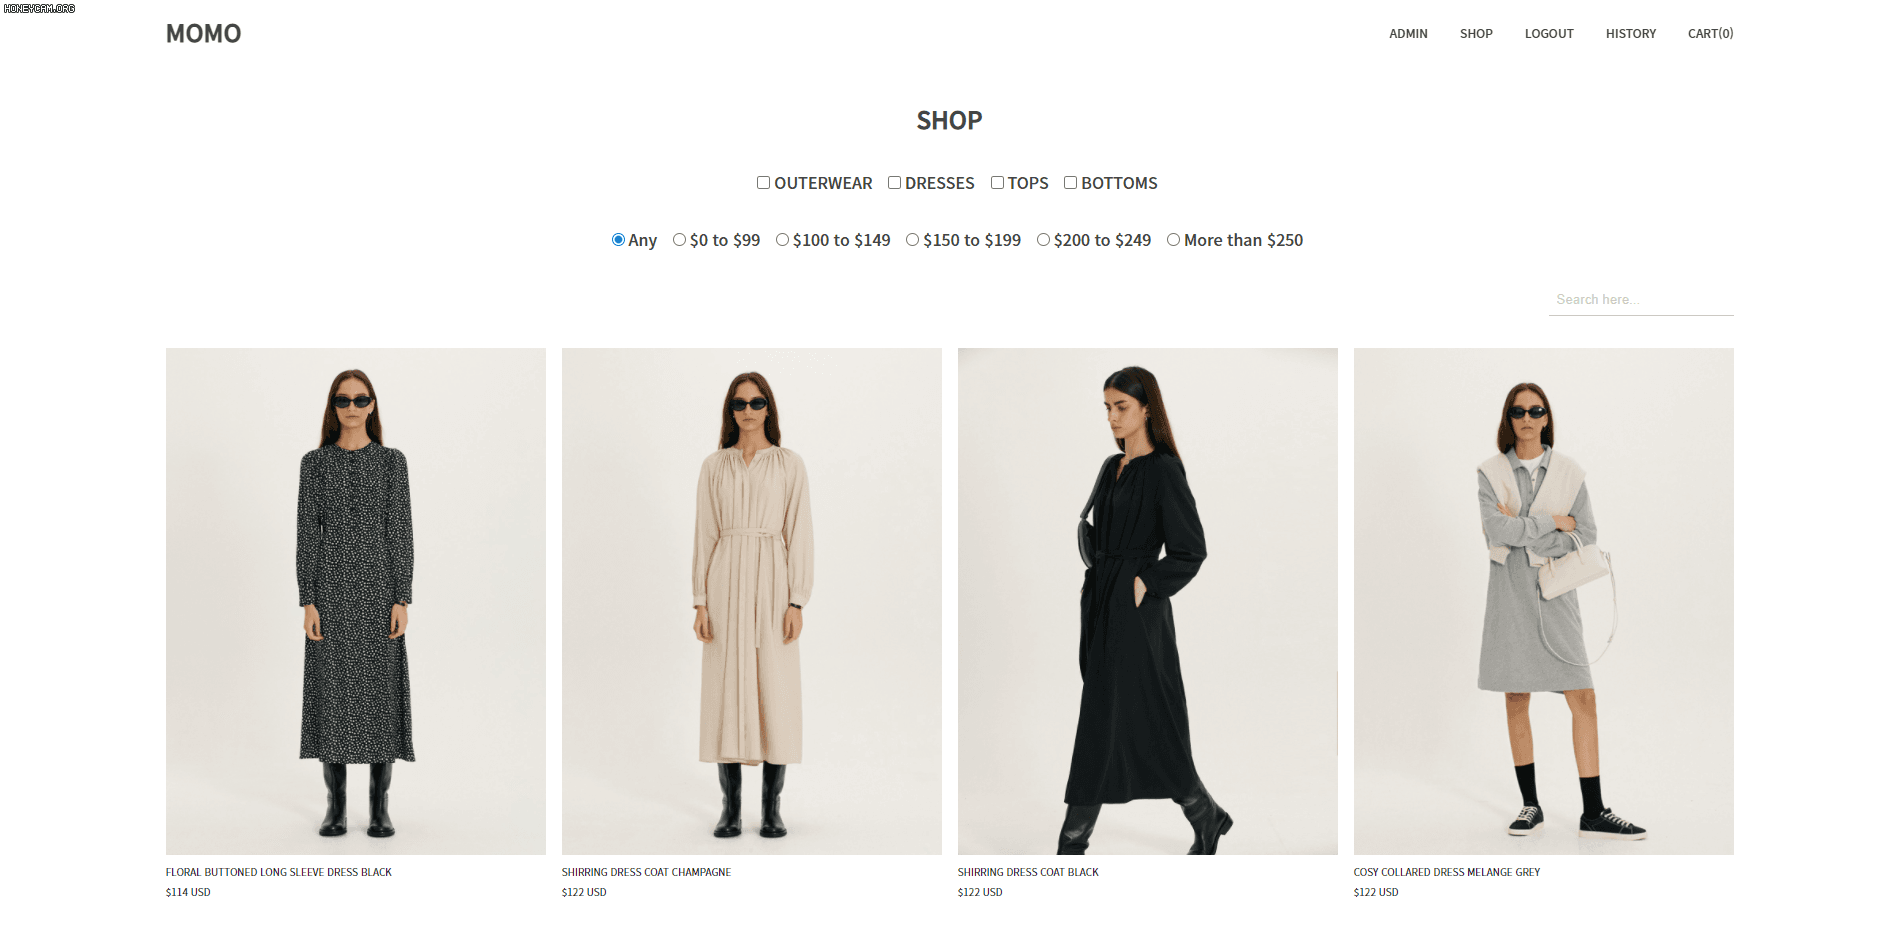 HONEYCAM.ORG
MOMO
ADMIN SHOP LOGOUT HISTORY CART(0)
SHOP
OUTERWEAR DRESSES TOPS BOTTOMS
Any $0 to $99 $100 to $149 $150 to $199 $200 to $249 More than $250
Search here...
FLORAL BUTTONED LONG SLEEVE DRESS BLACK
$114 USD
SHIRRING DRESS COAT CHAMPAGNE
$122 USD
SHIRRING DRESS COAT BLACK
$122 USD
COSY COLLARED DRESS MELANGE GREY
$122 USD